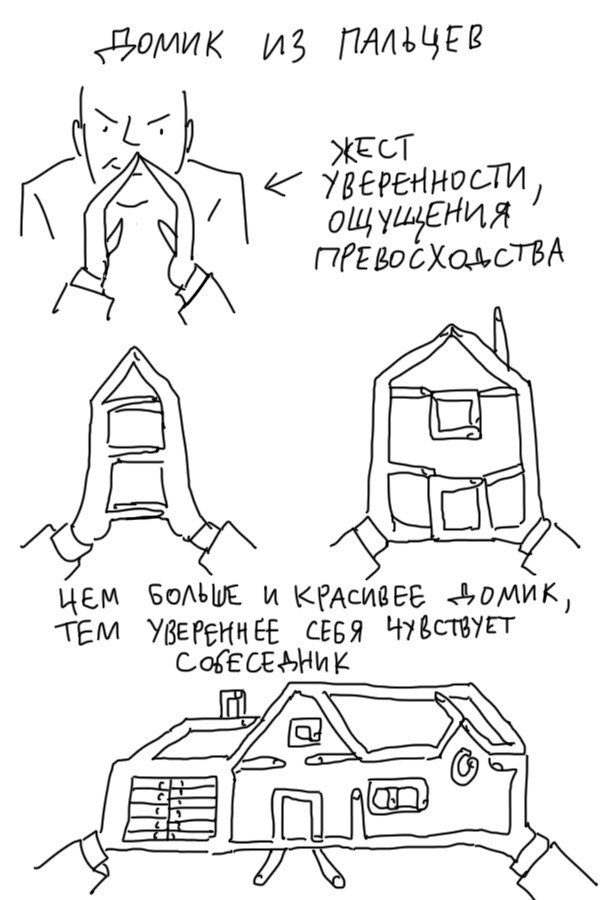 ДОМИК ИЗ ПАЛЬЦЕВ
ЖЕСТ
УВЕРЕННОСТИ,
ОЩУЩЕНИЯ
ПРЕВОСХОДСТВА
ЧЕМ БОЛЬШЕ И КРАСИВЕЕ ДОМИК,
ТЕМ УВЕРЕННЕЕ СЕБЯ ЧУВСТВУЕТ
СОБЕСЕДНИК